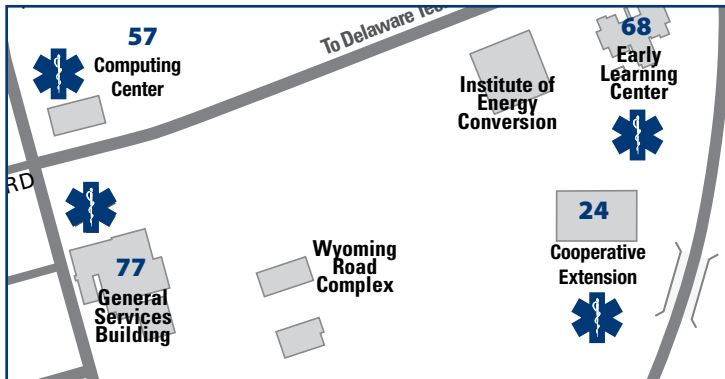 57
Computing
Center
To Delaware
68
Early
Learning
Center
Institute of
Energy
Conversion
RD
24
Cooperative
Extension
Wyoming
Road
Complex
77
General
Services
Building